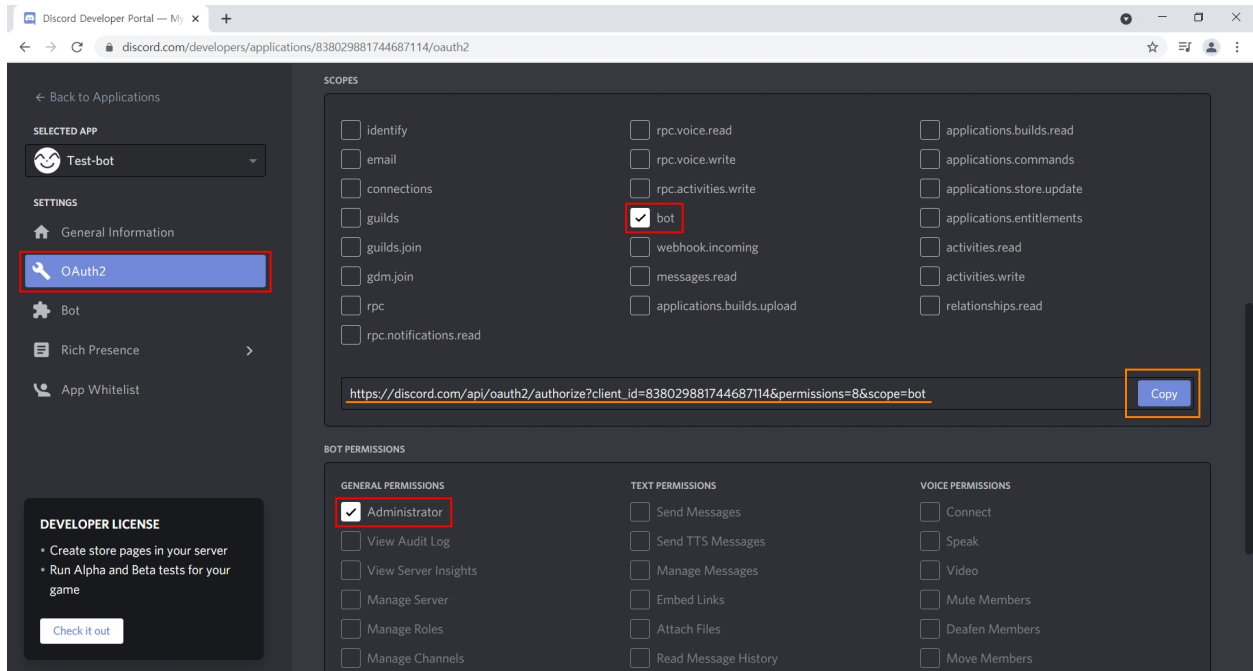 Discord Developer Portal — My
discord.com/developers/applications/838029881744687114/oauth2
← Back to Applications
SELECTED APP
Test-bot
SETTINGS
General Information
OAuth2
Bot
Rich Presence
App Whitelist
DEVELOPER LICENSE
• Create store pages in your server
• Run Alpha and Beta tests for your
game
Check it out
SCOPES
identify
email
connections
guilds
guilds.join
gdm.join
rpc
rpc.notifications.read
rpc.voice.read
rpc.voice.write
rpc.activities.write
bot
webhook.incoming
messages.read
applications.builds.upload
applications.builds.read
applications.commands
applications.store.update
applications.entitlements
activities.read
activities.write
relationships.read
https://discord.com/api/oauth2/authorize?client_id=838029881744687114&permissions=8&scope=bot
Copy
BOT PERMISSIONS
GENERAL PERMISSIONS
Administrator
View Audit Log
View Server Insights
Manage Server
Manage Roles
Manage Channels
TEXT PERMISSIONS
Send Messages
Send TTS Messages
Manage Messages
Embed Links
Attach Files
Read Message History
VOICE PERMISSIONS
Connect
Speak
Video
Mute Members
Deafen Members
Move Members